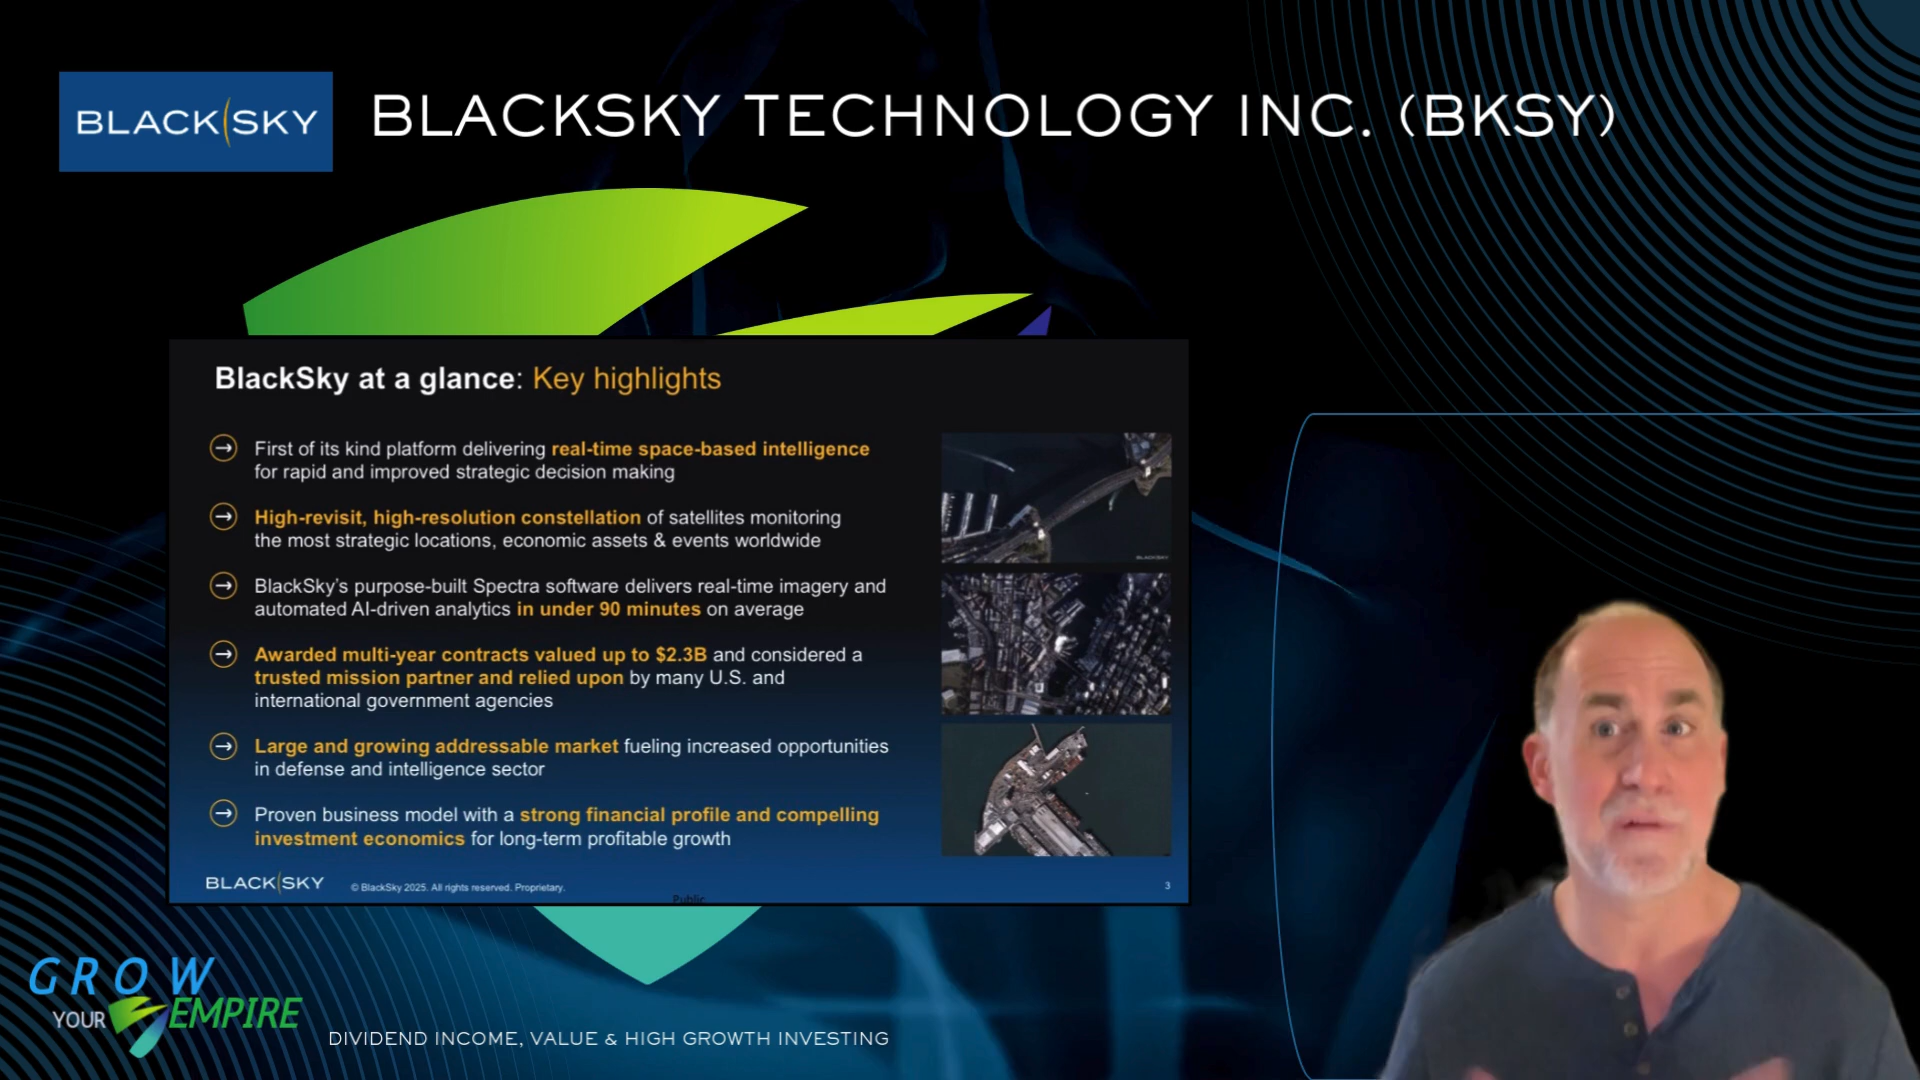 BLACK SKY
BLACKSKY TECHNOLOGY INC. (BKSY)
BlackSky at a glance: Key highlights
First of its kind platform delivering real-time space-based intelligence
for rapid and improved strategic decision making
High-revisit, high-resolution constellation of satellites monitoring
the most strategic locations, economic assets & events worldwide
BlackSky's purpose-built Spectra software delivers real-time imagery and
automated AI-driven analytics in under 90 minutes on average
Awarded multi-year contracts valued up to $2.3B and considered a
trusted mission partner and relied upon by many U.S. and
international government agencies
Large and growing addressable market fueling increased opportunities
in defense and intelligence sector
Proven business model with a strong financial profile and compelling
investment economics for long-term profitable growth
BLACKSKY
BLACK SKY
© BlackSky 2025. All rights reserved. Proprietary.
Public
3
GROW
YOUR EMPIRE
DIVIDEND INCOME, VALUE & HIGH GROWTH INVESTING